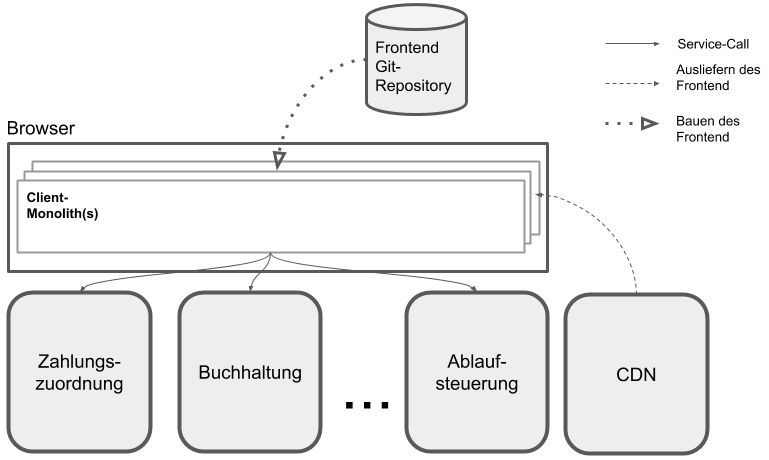 Frontend
Git-
Repository
Service-Call
Ausliefern des
Frontend
Bauen des
Frontend
Browser
Client-
Monolith(s)
Zahlungs-
zuordnung
Buchhaltung
...
Ablauf-
steuerung
CDN